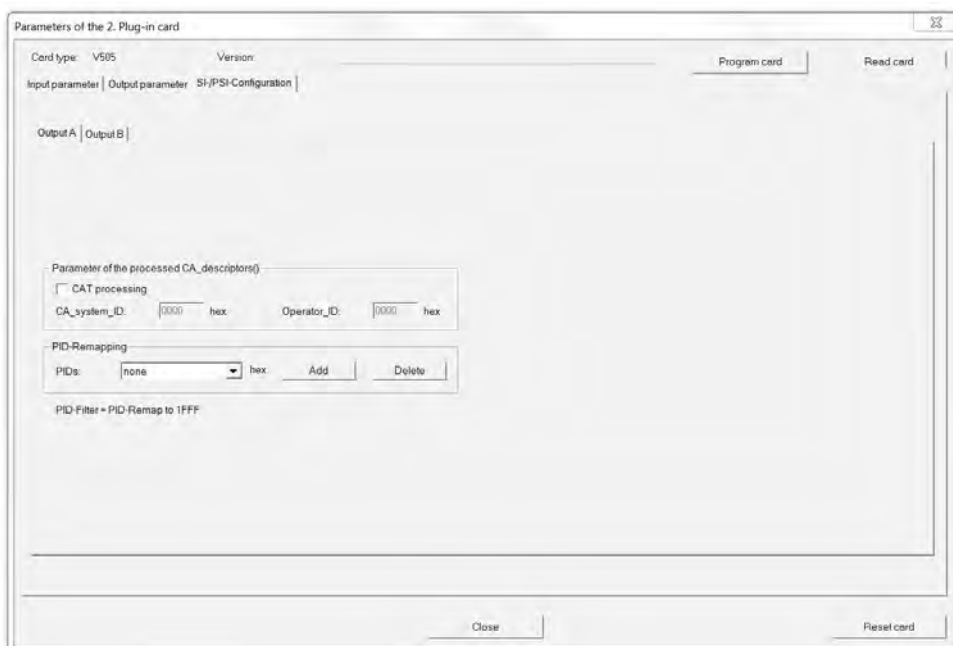 Parameters of the 2. Plug-in card
Card type: V505 Version: Program card Read card
Input parameter Output parameter SI-/PSI-Configuration
Output A Output B
Parameter of the processed CA_descriptors()
CAT processing
CA_system_ID: 0000 hex Operator_ID: 0000 hex
PID-Remapping
PIDs: none hex Add Delete
PID-Filter = PID-Remap to 1FFF
Close Reset card